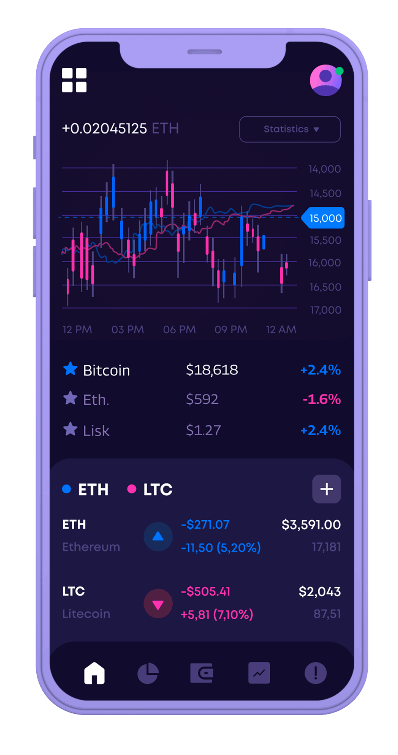 +0.02045125 ETH
Statistics ▼
14,000
14,500
15,000
15,500
16,000
16,500
17,000
12 PM 03 PM 06 PM 09 PM 12 AM
Bitcoin $18,618 +2.4%
Eth. $592 -1.6%
Lisk $1.27 +2.4%
ETH LTC +
ETH -$271.07 $3,591.00
Ethereum -11,50 (5,20%) 17,181
LTC -$505.41 $2,043
Litecoin +5,81 (7,10%) 87,51